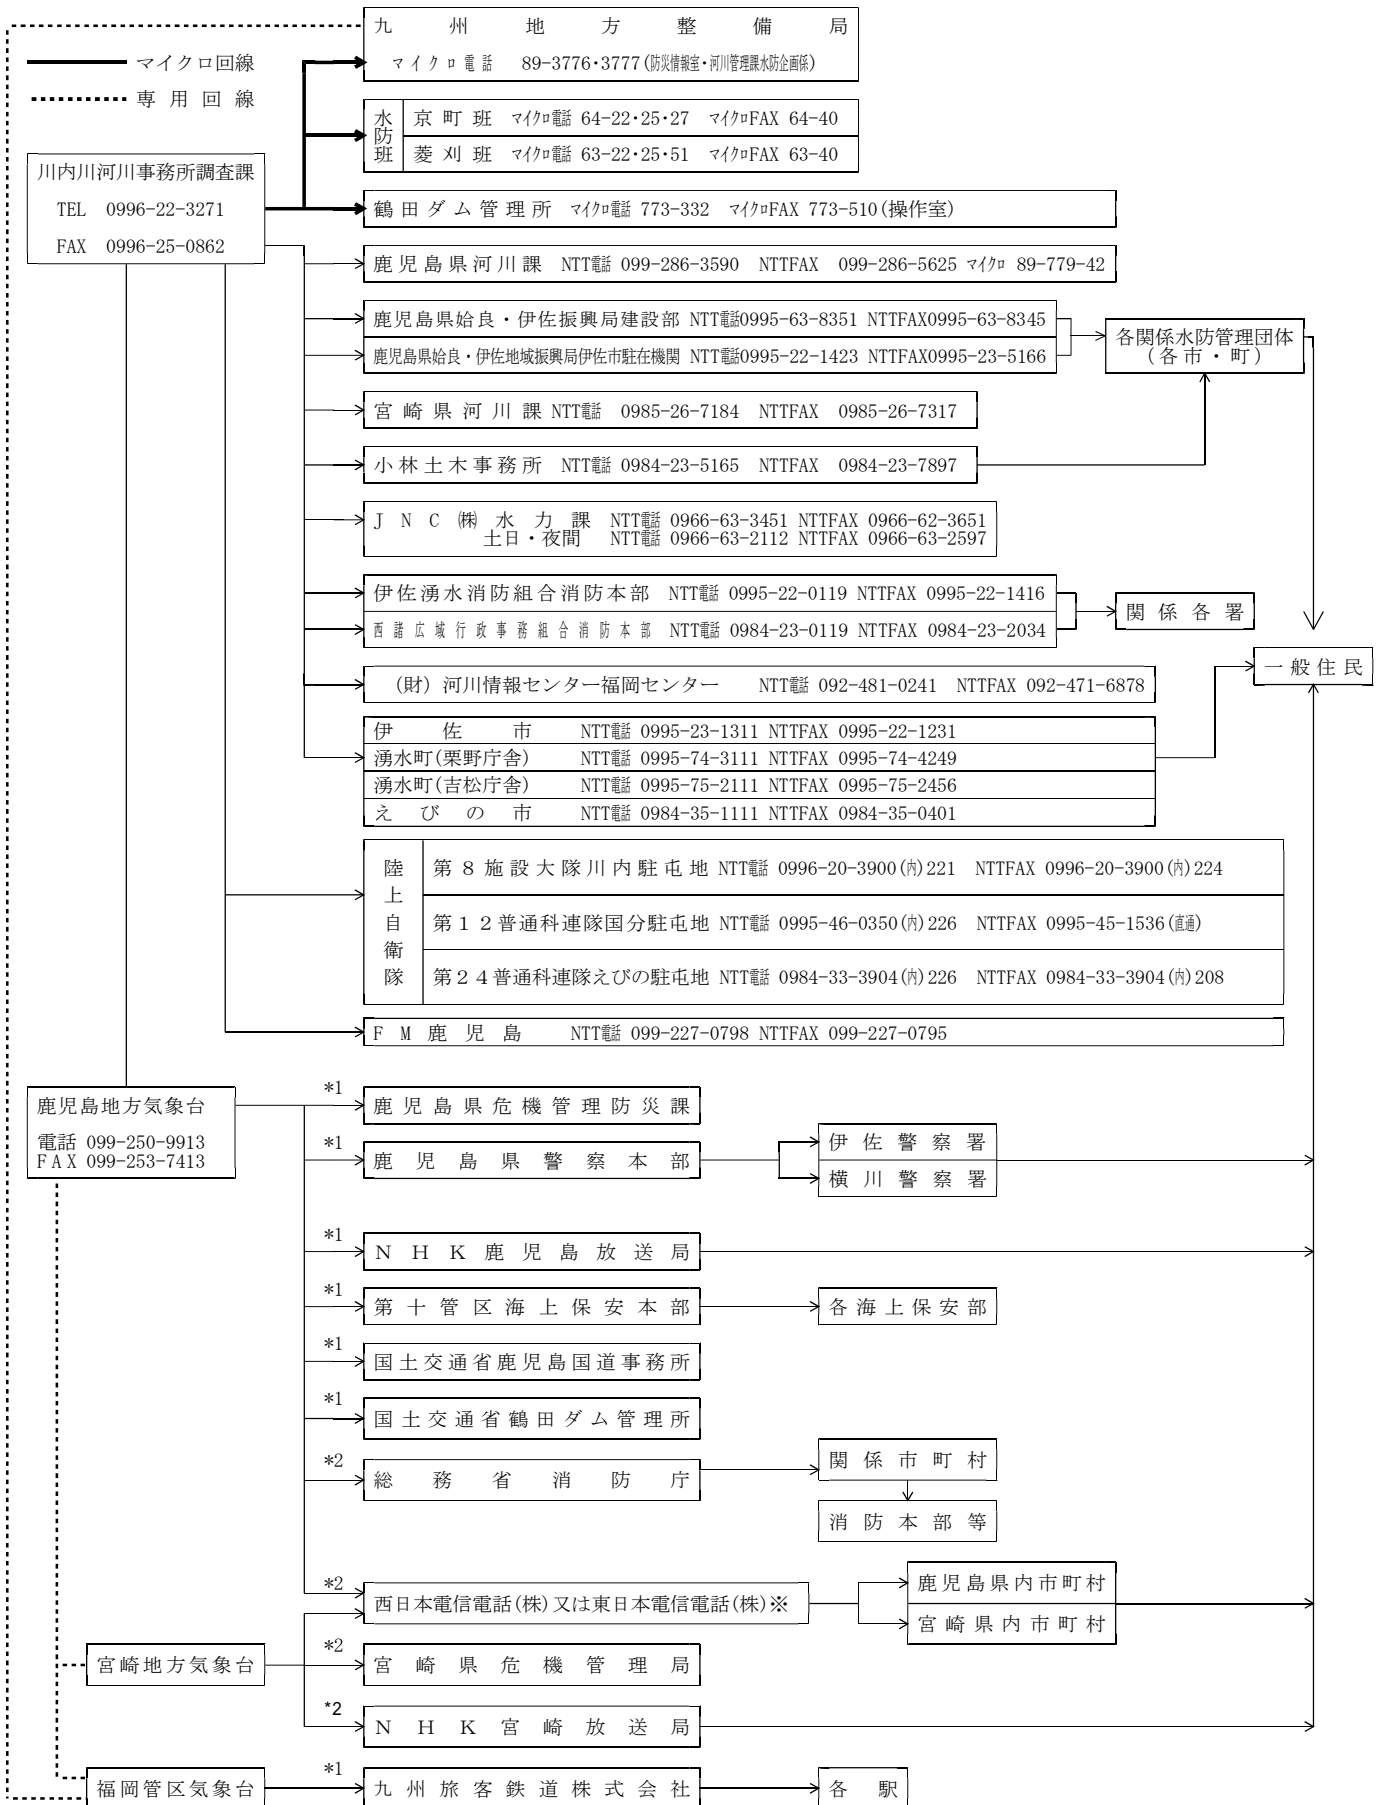 九州地方整備局
マイクロ電話 89-3776・3777(防災情報室・河川管理課水防企画係)
マイクロ回線
専用回線
水防班
京町班 マイクロ電話 64-22・25・27 マイクロFAX 64-40
菱刈班 マイクロ電話 63-22・25・51 マイクロFAX 63-40
川内川河川事務所調査課
TEL 0996-22-3271
FAX 0996-25-0862
鶴田ダム管理所 マイクロ電話 773-332 マイクロFAX 773-510(操作室)
鹿児島県河川課 NTT電話 099-286-3590 NTTFAX 099-286-5625 マイクロ 89-779-42
鹿児島県姶良・伊佐振興局建設部 NTT電話0995-63-8351 NTTFAX0995-63-8345
鹿児島県姶良・伊佐地域振興局伊佐市駐在機関 NTT電話0995-22-1423 NTTFAX0995-23-5166
各関係水防管理団体
(各市・町)
宮崎県河川課 NTT電話 0985-26-7184 NTTFAX 0985-26-7317
小林土木事務所 NTT電話 0984-23-5165 NTTFAX 0984-23-7897
JNC㈱水力課 NTT電話 0966-63-3451 NTTFAX 0966-62-3651
土日・夜間 NTT電話 0966-63-2112 NTTFAX 0966-63-2597
伊佐湧水消防組合消防本部 NTT電話 0995-22-0119 NTTFAX 0995-22-1416
西諸広域行政事務組合消防本部 NTT電話 0984-23-0119 NTTFAX 0984-23-2034
関係各署
一般住民
(財)河川情報センター福岡センター NTT電話 092-481-0241 NTTFAX 092-471-6878
伊佐市 NTT電話 0995-23-1311 NTTFAX 0995-22-1231
湧水町(栗野庁舎) NTT電話 0995-74-3111 NTTFAX 0995-74-4249
湧水町(吉松庁舎) NTT電話 0995-75-2111 NTTFAX 0995-75-2456
えびの市 NTT電話 0984-35-1111 NTTFAX 0984-35-0401
陸上自衛隊
第8施設大隊川内駐屯地 NTT電話 0996-20-3900(内)221 NTTFAX 0996-20-3900(内)224
第12普通科連隊国分駐屯地 NTT電話 0995-46-0350(内)226 NTTFAX 0995-45-1536(直通)
第24普通科連隊えびの駐屯地 NTT電話 0984-33-3904(内)226 NTTFAX 0984-33-3904(内)208
FM鹿児島 NTT電話 099-227-0798 NTTFAX 099-227-0795
鹿児島地方気象台
電話 099-250-9913
FAX 099-253-7413
*1
鹿児島県危機管理防災課
*1
鹿児島県警察本部
伊佐警察署
横川警察署
*1
NHK鹿児島放送局
*1
第十管区海上保安本部
各海上保安部
*1
国土交通省鹿児島国道事務所
*1
国土交通省鶴田ダム管理所
*2
総務省消防庁
関係市町村
消防本部等
*2
西日本電信電話(株)又は東日本電信電話(株)※
鹿児島県内市町村
宮崎県内市町村
宮崎地方気象台
*2
宮崎県危機管理局
*2
NHK宮崎放送局
福岡管区気象台
*1
九州旅客鉄道株式会社
各駅